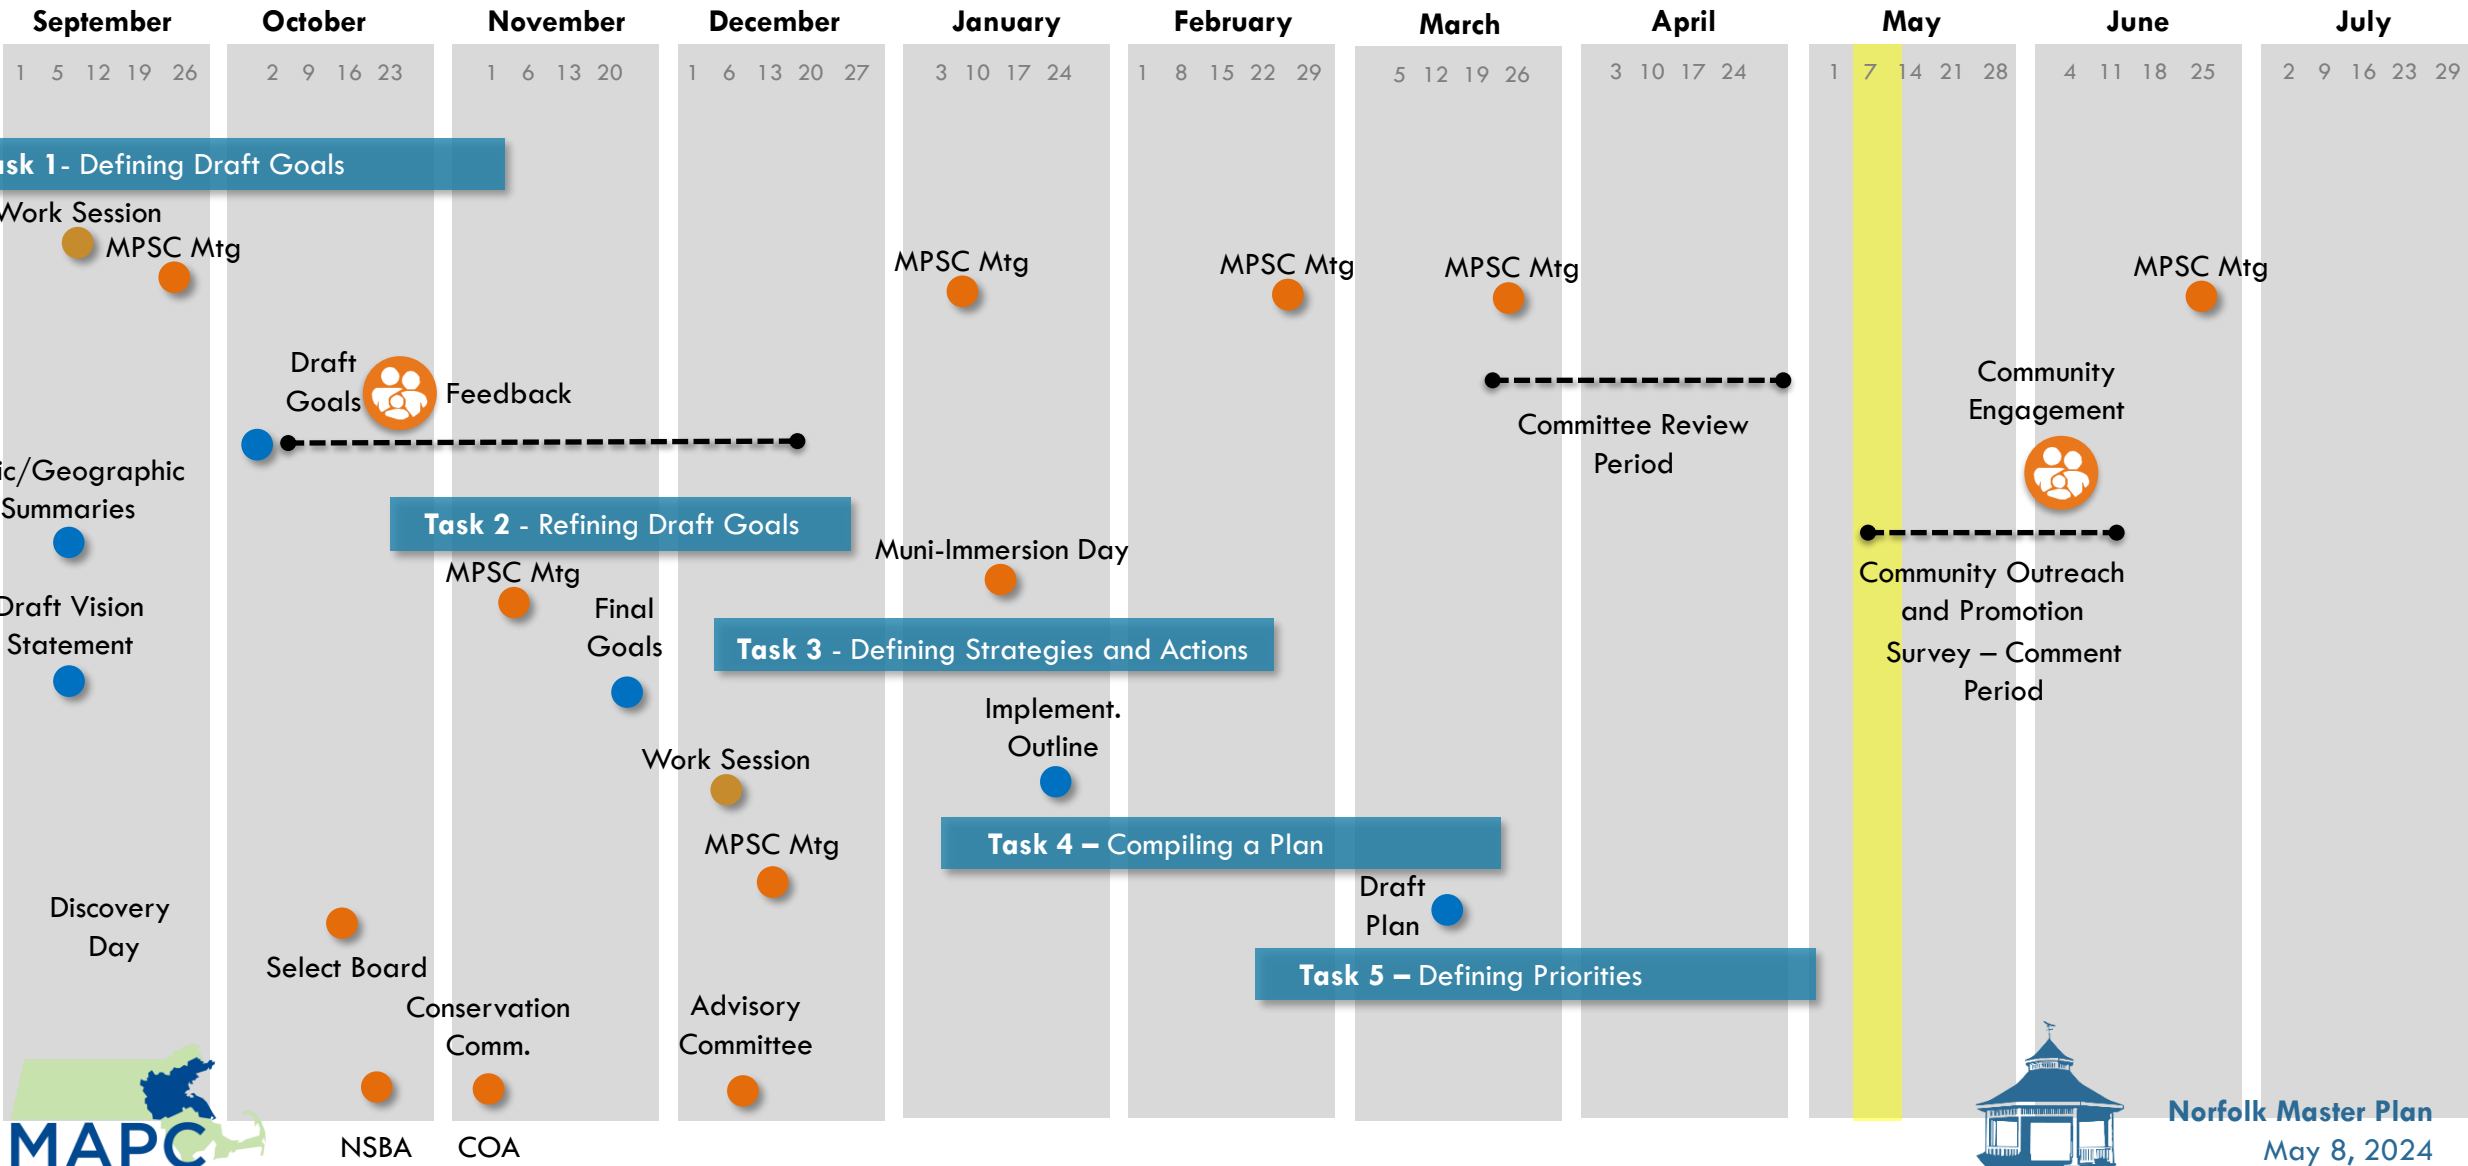 September October November December January February March April May June July
1 5 12 19 26 2 9 16 23 1 6 13 20 1 6 13 20 27 3 10 17 24 1 8 15 22 29 5 12 19 26 3 10 17 24 1 7 14 21 28 4 11 18 25 2 9 16 23 29
ask 1- Defining Draft Goals
Work Session
MPSC Mtg
MPSC Mtg
MPSC Mtg
MPSC Mtg
MPSC Mtg
Draft
Goals
Feedback
Community
Engagement
Committee Review
Period
ic/Geographic
Summaries
Task 2 - Refining Draft Goals
MPSC Mtg
Muni-Immersion Day
Community Outreach
and Promotion
Survey – Comment
Period
Draft Vision
Statement
Final
Goals
Task 3 - Defining Strategies and Actions
Implement.
Outline
Work Session
MPSC Mtg
Task 4 – Compiling a Plan
Draft
Plan
Discovery
Day
Select Board
Task 5 – Defining Priorities
Conservation
Comm.
Advisory
Committee
MAPC
NSBA
COA
Norfolk Master Plan
May 8, 2024